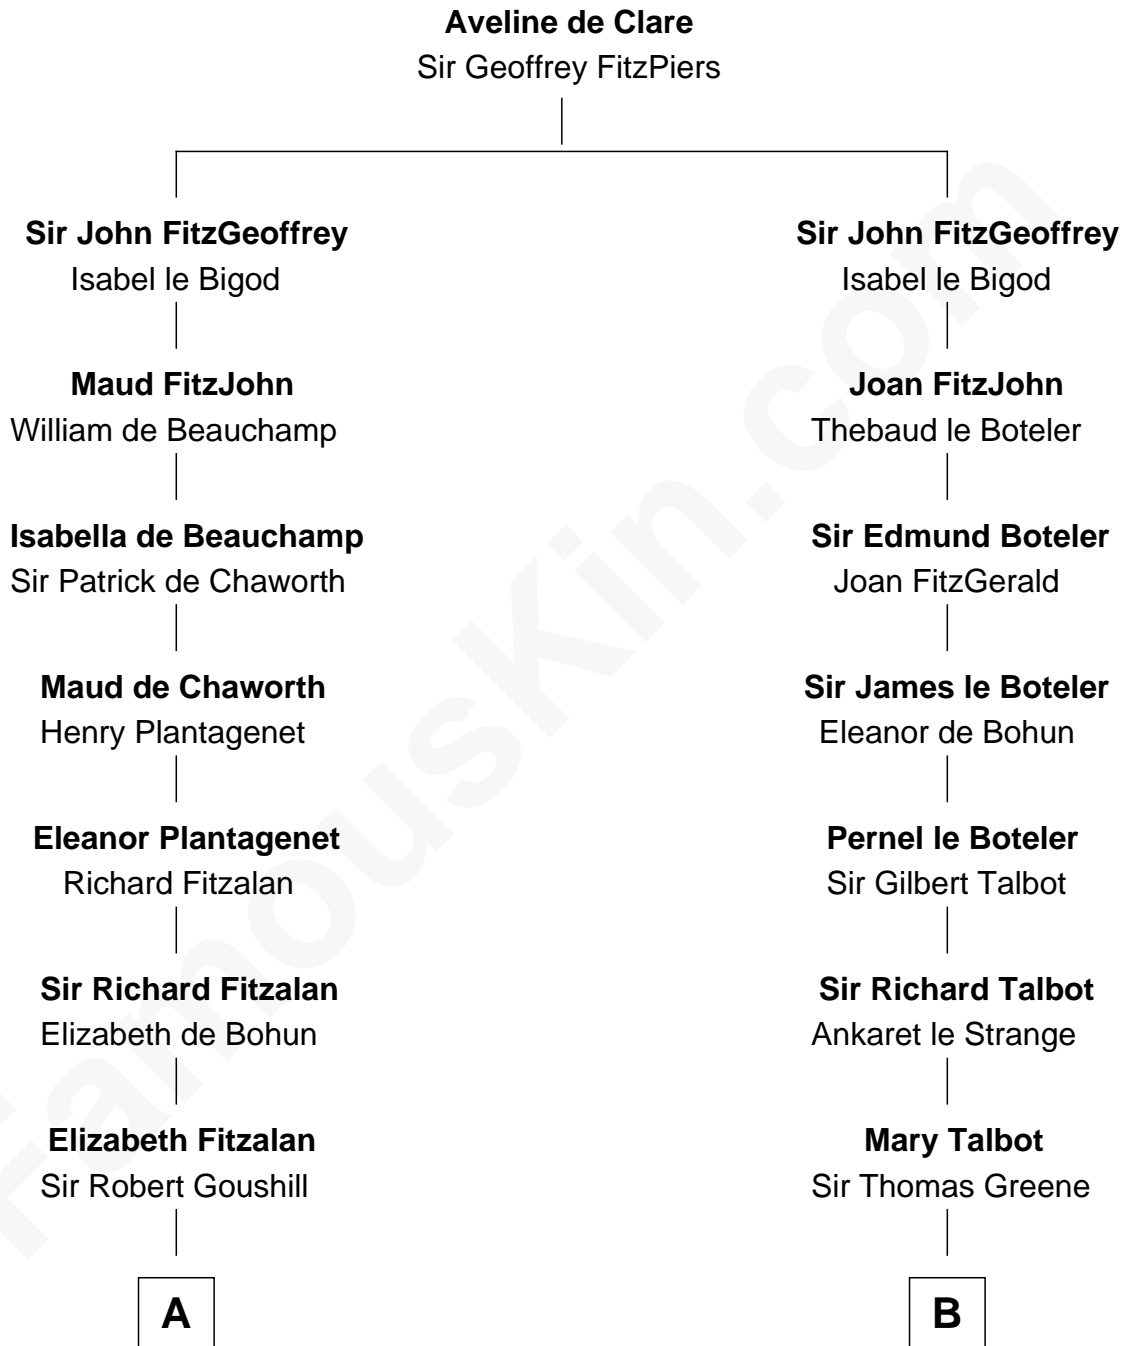 Aveline de Clare
Sir Geoffrey FitzPiers
Sir John FitzGeoffrey
Isabel le Bigod
Maud FitzJohn
William de Beauchamp
Isabella de Beauchamp
Sir Patrick de Chaworth
Maud de Chaworth
Henry Plantagenet
Eleanor Plantagenet
Richard Fitzalan
Sir Richard Fitzalan
Elizabeth de Bohun
Elizabeth Fitzalan
Sir Robert Goushill
A
Sir John FitzGeoffrey
Isabel le Bigod
Joan FitzJohn
Thebaud le Boteler
Sir Edmund Boteler
Joan FitzGerald
Sir James le Boteler
Eleanor de Bohun
Pernel le Boteler
Sir Gilbert Talbot
Sir Richard Talbot
Ankaret le Strange
Mary Talbot
Sir Thomas Greene
B
FamousKin.com